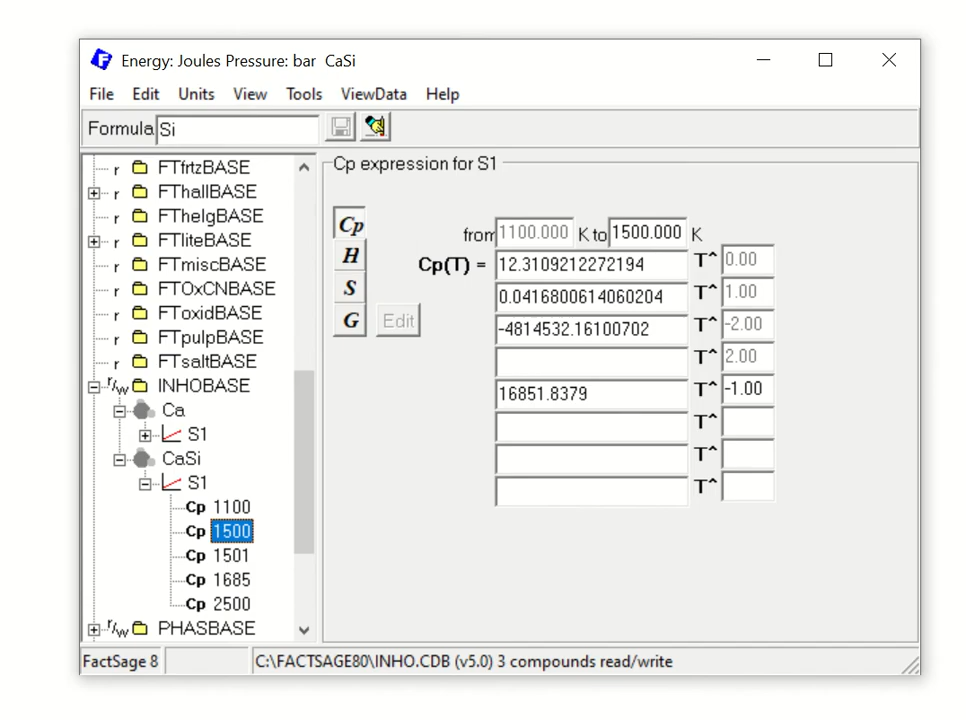 Energy: Joules Pressure: bar CaSi
File Edit Units View Tools ViewData Help
Formula Si
FTfrtzBASE
FThallBASE
FThelgBASE
FTliteBASE
FTmiscBASE
FTOxCNBASE
FToxidBASE
FTpulpBASE
FTsaltBASE
INHOBASE
Ca
S1
CaSi
S1
Cp 1100
Cp 1500
Cp 1501
Cp 1685
Cp 2500
PHASBASE
Cp expression for S1
Cp
H
S
G
Edit
from 1100.000 K to 1500.000 K
Cp(T) = 12.3109212272194 T^ 0.00
0.0416800614060204 T^ 1.00
-4814532.16100702 T^ -2.00
T^ 2.00
16851.8379 T^ -1.00
T^
T^
T^
FactSage 8 C:\FACTSAGE80\INHO.CDB (v5.0) 3 compounds read/write